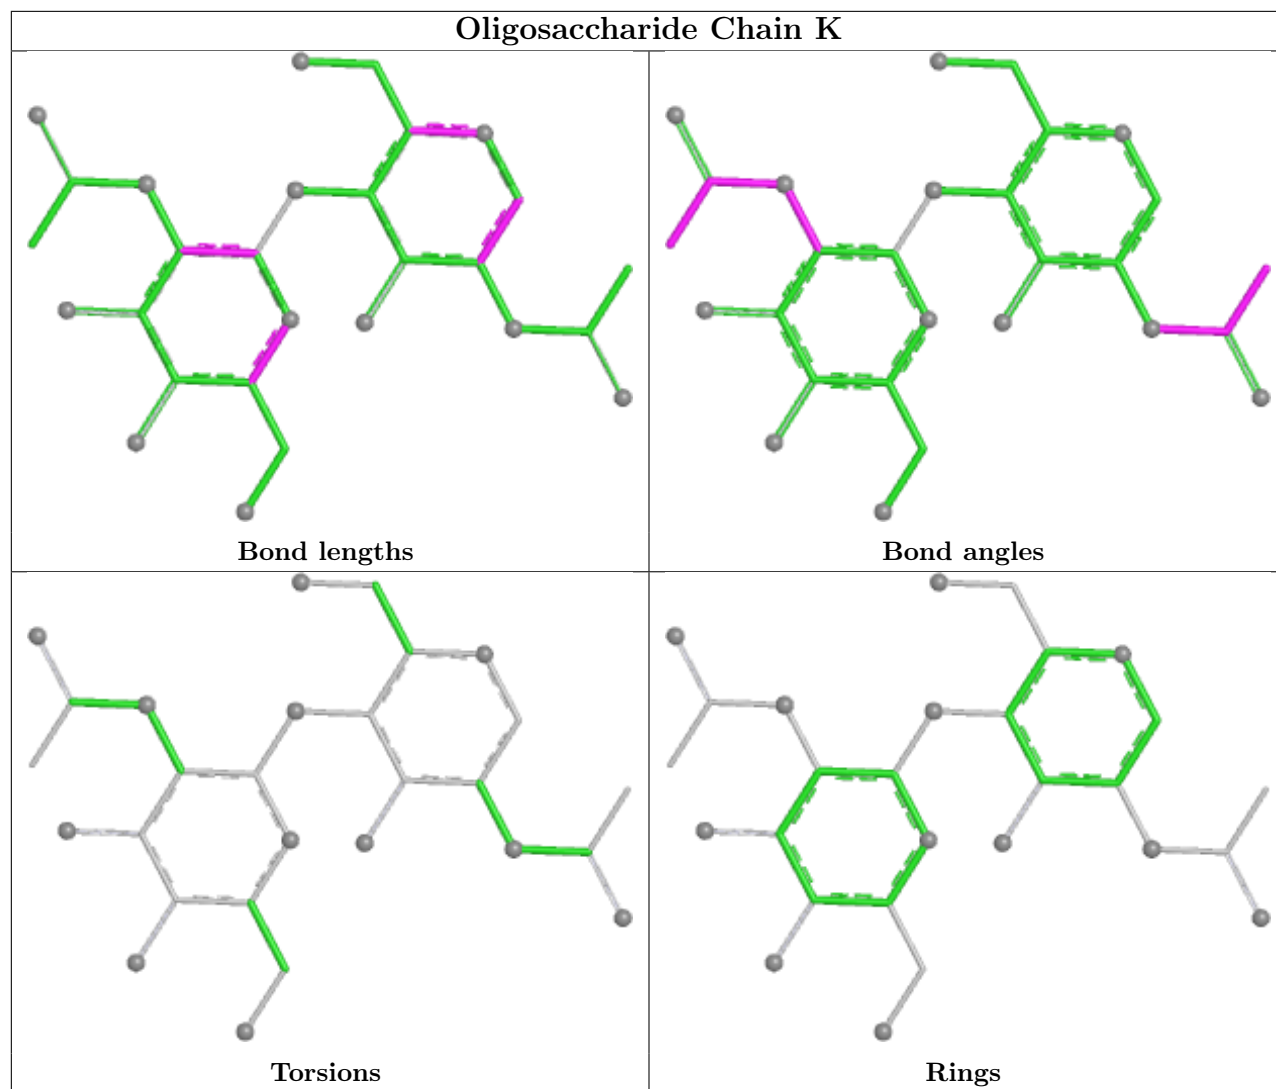 Oligosaccharide Chain K
Bond lengths
Bond angles
Torsions
Rings